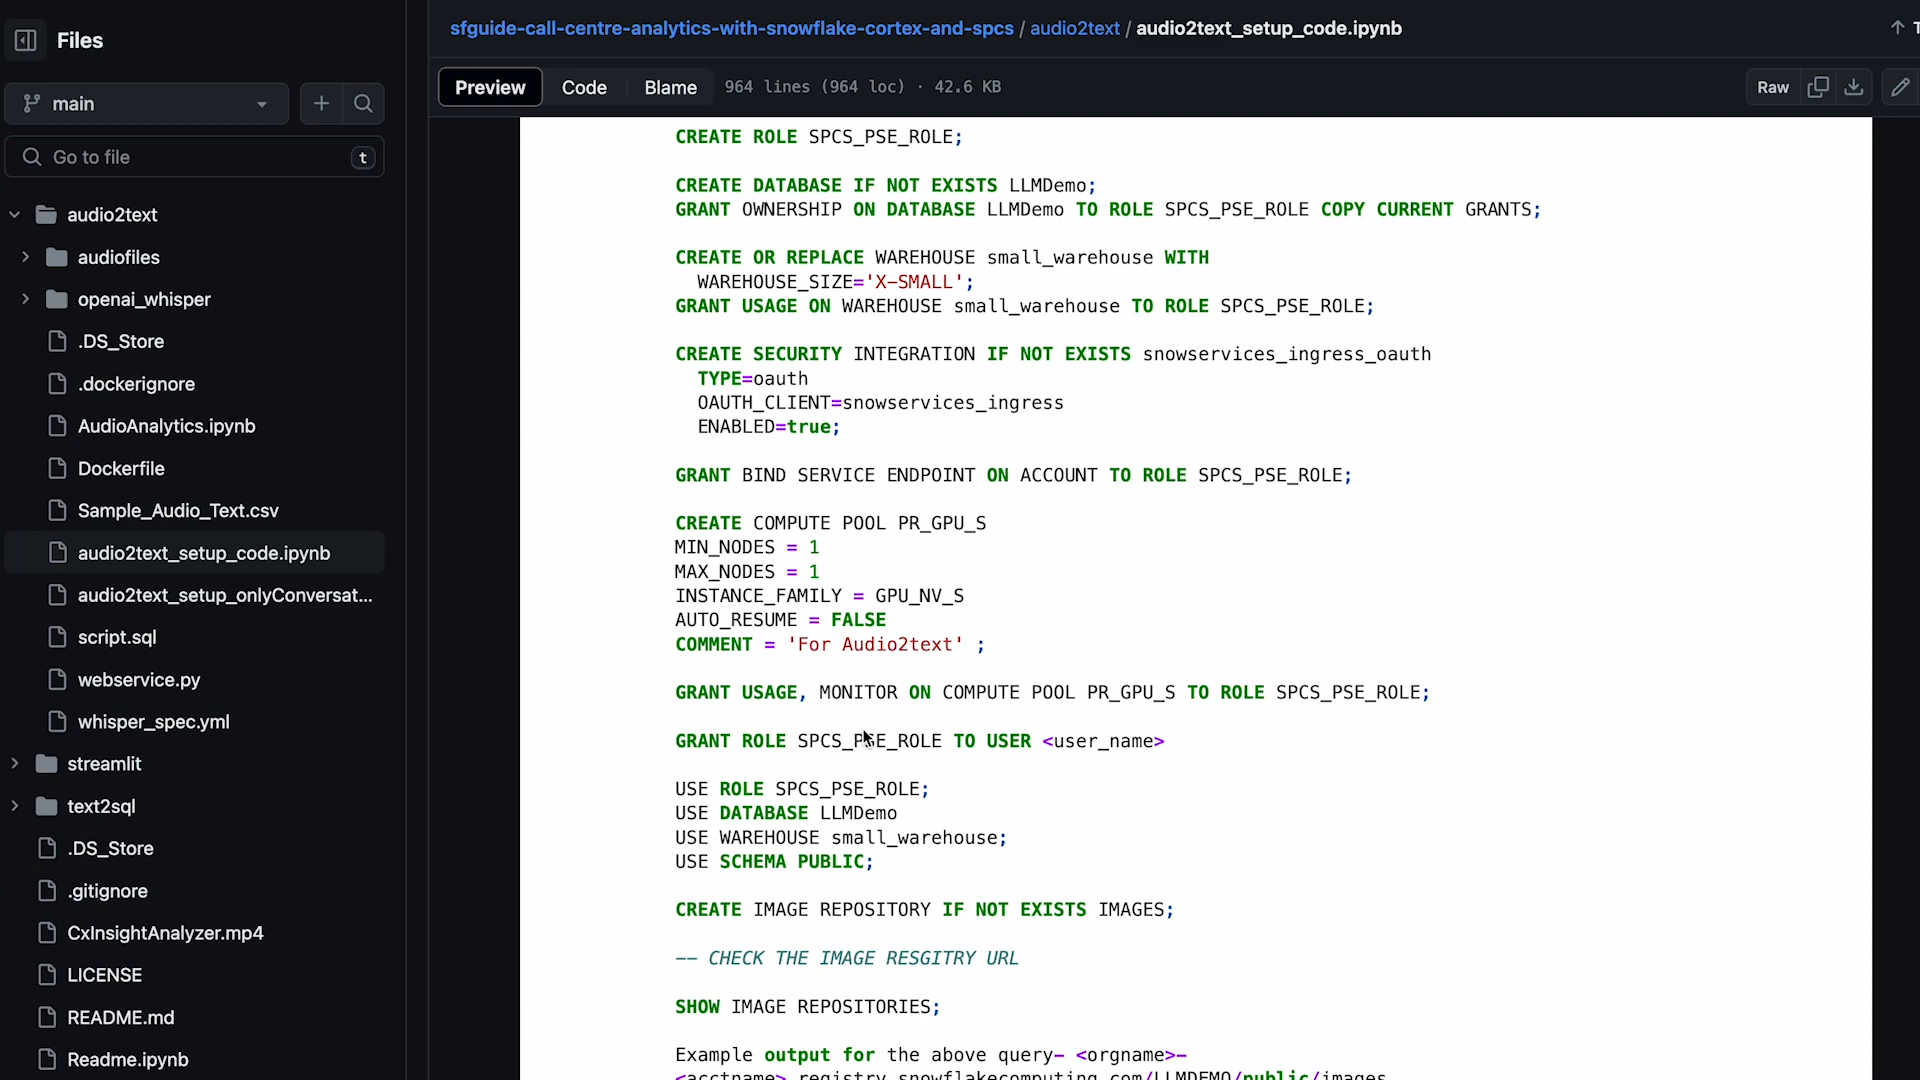 Files
main
Go to file
t
audio2text
audiofiles
openai_whisper
.DS_Store
.dockerignore
AudioAnalytics.ipynb
Dockerfile
Sample_Audio_Text.csv
audio2text_setup_code.ipynb
audio2text_setup_onlyConversat...
script.sql
webservice.py
whisper_spec.yml
streamlit
text2sql
.DS_Store
.gitignore
CxInsightAnalyzer.mp4
LICENSE
README.md
Readme.ipynb
sfguide-call-centre-analytics-with-snowflake-cortex-and-spcs / audio2text / audio2text_setup_code.ipynb
Preview Code Blame 964 lines (964 loc) · 42.6 KB
Raw
CREATE ROLE SPCS_PSE_ROLE;
CREATE DATABASE IF NOT EXISTS LLMDemo;
GRANT OWNERSHIP ON DATABASE LLMDemo TO ROLE SPCS_PSE_ROLE COPY CURRENT GRANTS;
CREATE OR REPLACE WAREHOUSE small_warehouse WITH
WAREHOUSE_SIZE='X-SMALL';
GRANT USAGE ON WAREHOUSE small_warehouse TO ROLE SPCS_PSE_ROLE;
CREATE SECURITY INTEGRATION IF NOT EXISTS snowservices_ingress_oauth
TYPE=oauth
OAUTH_CLIENT=snowservices_ingress
ENABLED=true;
GRANT BIND SERVICE ENDPOINT ON ACCOUNT TO ROLE SPCS_PSE_ROLE;
CREATE COMPUTE POOL PR_GPU_S
MIN_NODES = 1
MAX_NODES = 1
INSTANCE_FAMILY = GPU_NV_S
AUTO_RESUME = FALSE
COMMENT = 'For Audio2text' ;
GRANT USAGE, MONITOR ON COMPUTE POOL PR_GPU_S TO ROLE SPCS_PSE_ROLE;
GRANT ROLE SPCS_PSE_ROLE TO USER <user_name>
USE ROLE SPCS_PSE_ROLE;
USE DATABASE LLMDemo
USE WAREHOUSE small_warehouse;
USE SCHEMA PUBLIC;
CREATE IMAGE REPOSITORY IF NOT EXISTS IMAGES;
-- CHECK THE IMAGE RESGITRY URL
SHOW IMAGE REPOSITORIES;
Example output for the above query- <orgname>-
<acctname>.registry.snowflakecomputing.com/LLMDEMO/public/images